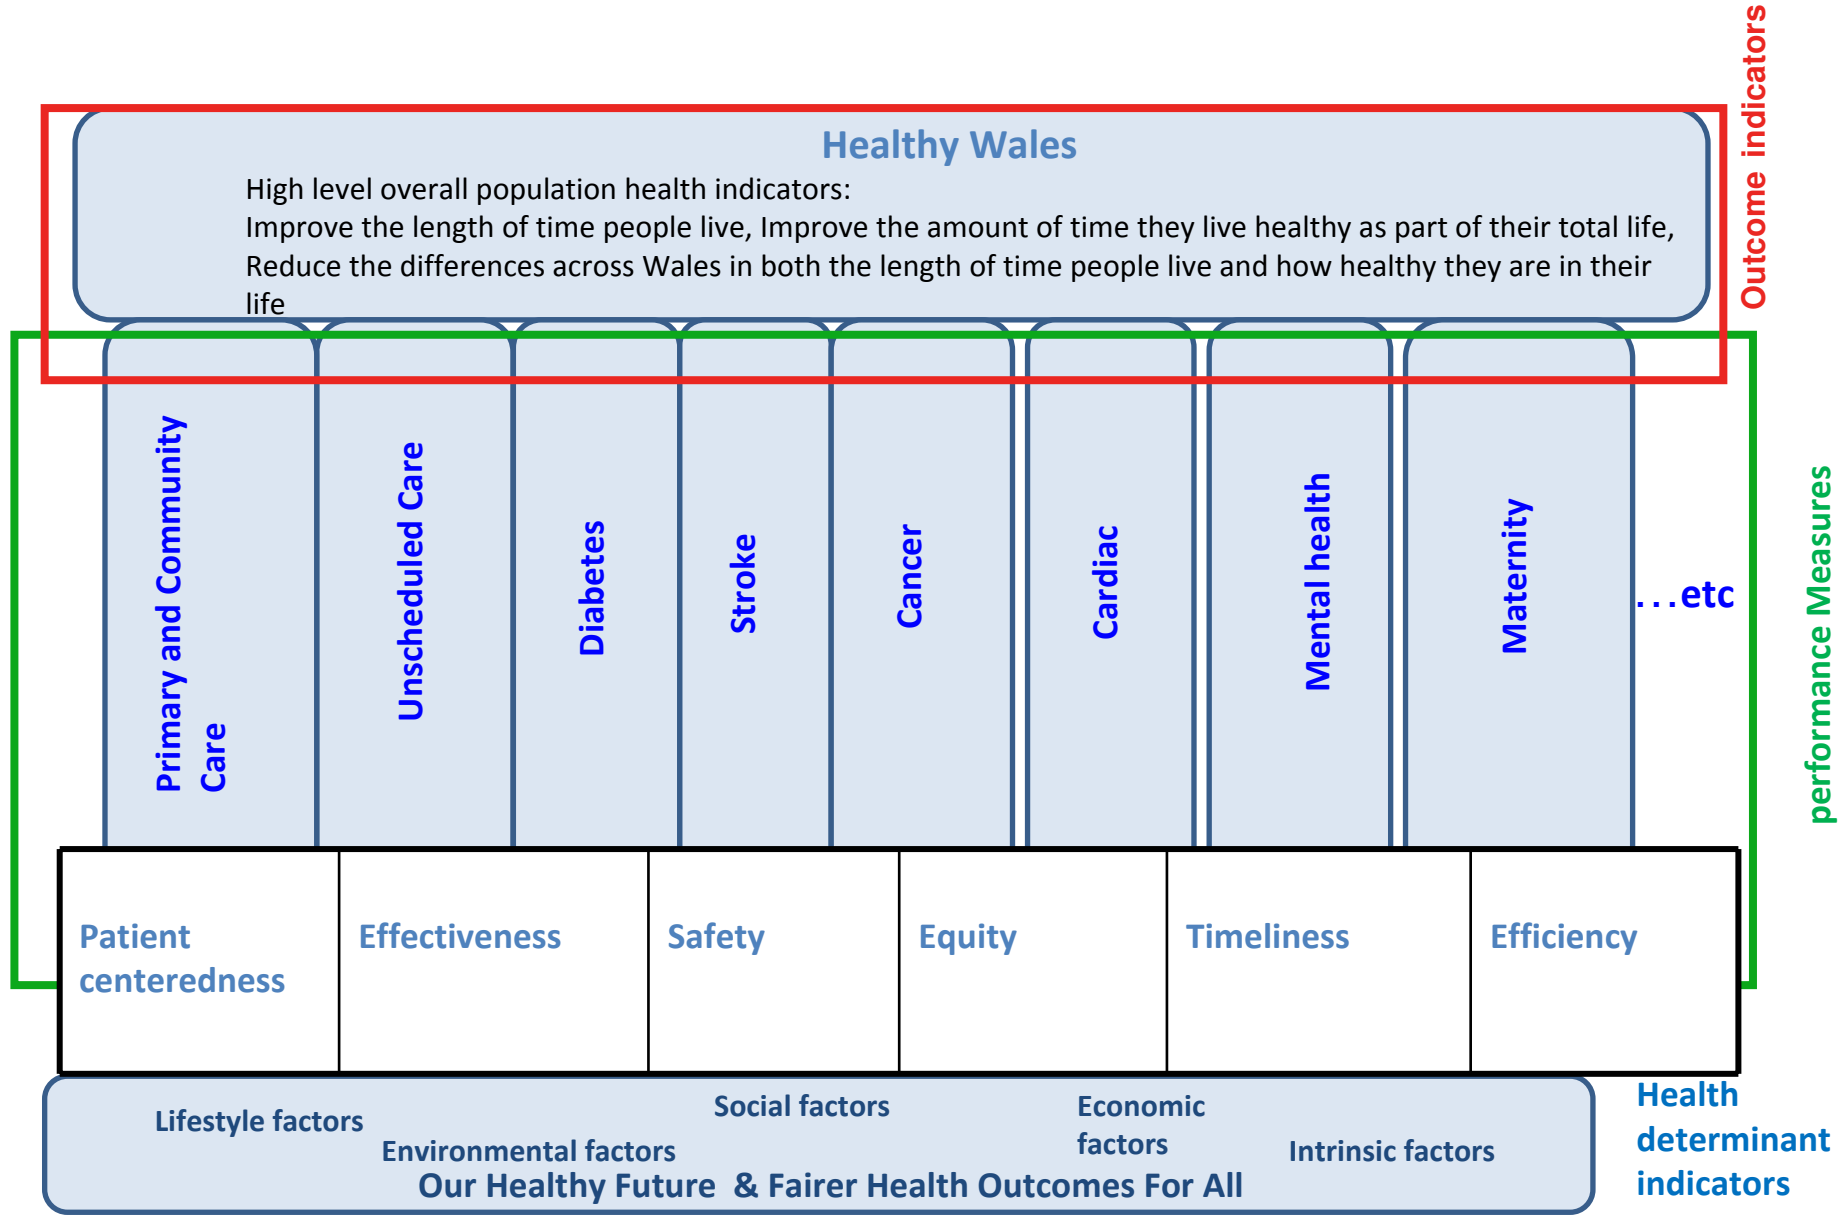 Outcome indicators
Healthy Wales
High level overall population health indicators:
Improve the length of time people live, Improve the amount of time they live healthy as part of their total life,
Reduce the differences across Wales in both the length of time people live and how healthy they are in their
life
Primary and Community
Care
Unscheduled Care
Diabetes
Stroke
Cancer
Cardiac
Mental health
Maternity
...etc
performance Measures
Patient
centeredness
Effectiveness
Safety
Equity
Timeliness
Efficiency
Lifestyle factors
Environmental factors
Social factors
Economic
factors
Intrinsic factors
Our Healthy Future & Fairer Health Outcomes For All
Health
determinant
indicators